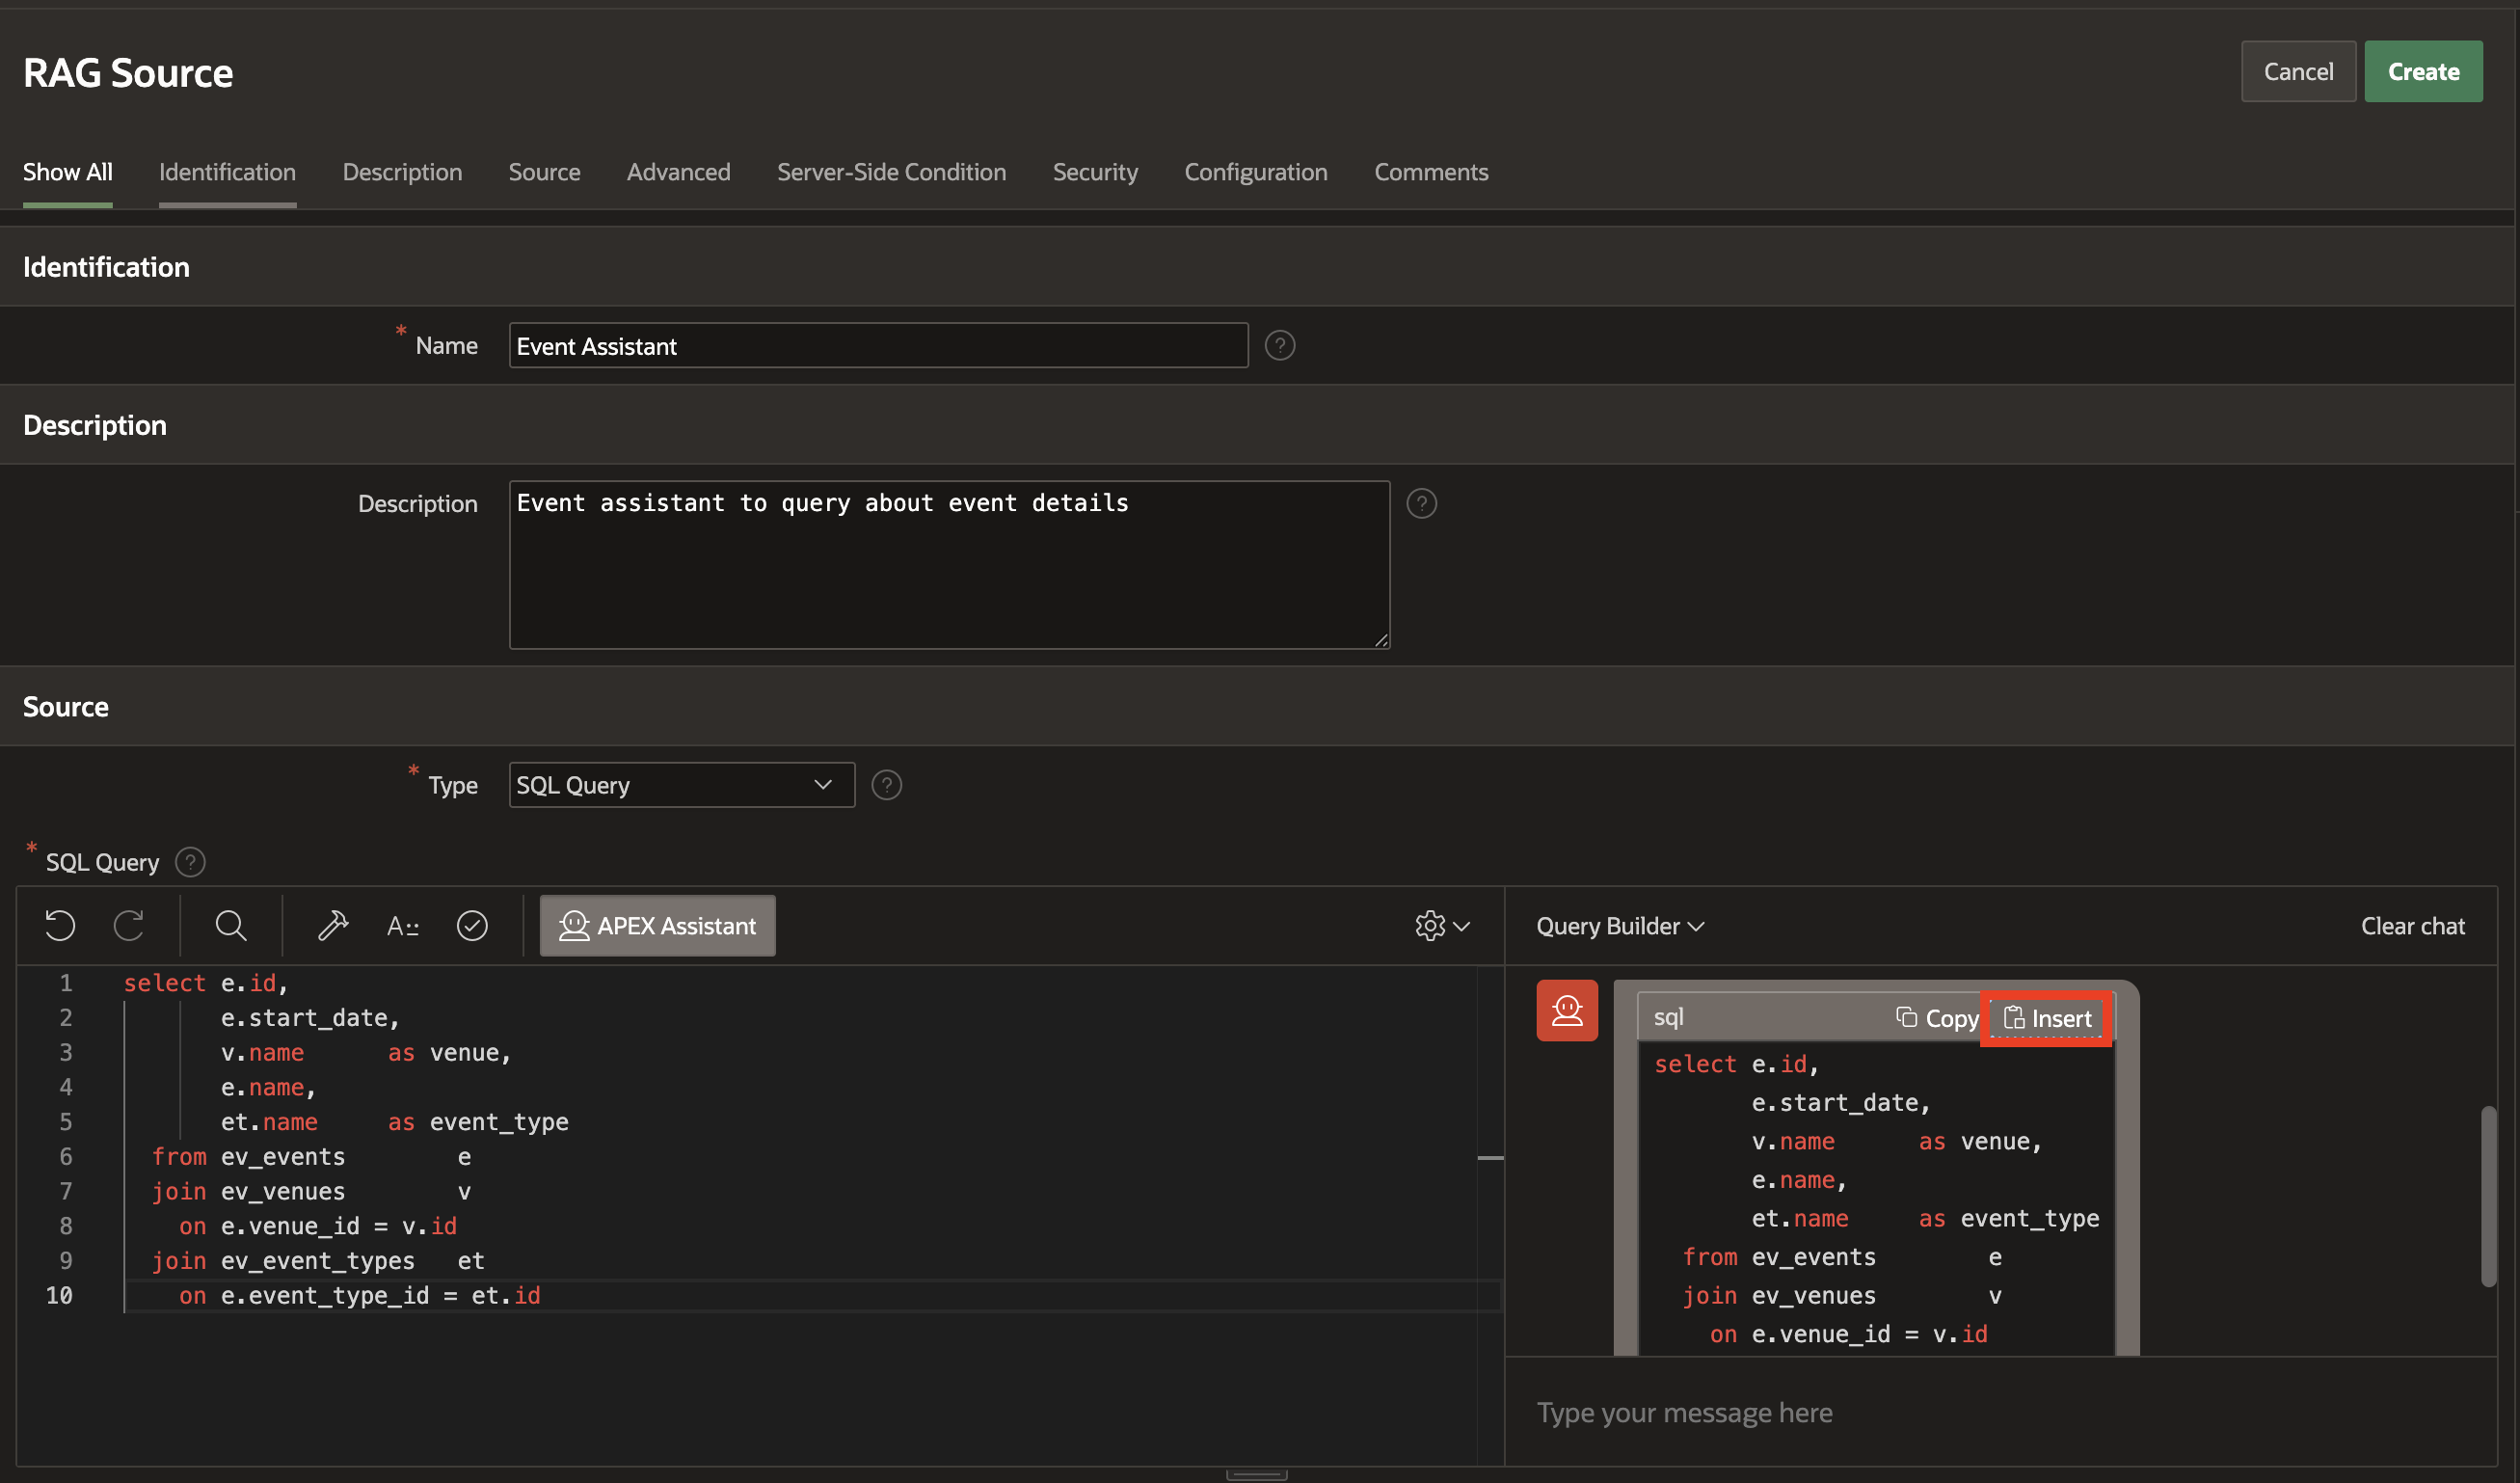 RAG Source
Cancel
Create
Show All
Identification
Description
Source
Advanced
Server-Side Condition
Security
Configuration
Comments
Identification
* Name
Event Assistant
?
Description
Description
Event assistant to query about event details
?
Source
* Type
SQL Query
?
* SQL Query ?
A::
APEX Assistant
1 select e.id,
2 e.start_date,
3 v.name as venue,
4 e.name,
5 et.name as event_type
6 from ev_events e
7 join ev_venues v
8 on e.venue_id = v.id
9 join ev_event_types et
10 on e.event_type_id = et.id
Query Builder
Clear chat
sql
Copy
Insert
select e.id,
e.start_date,
v.name as venue,
e.name,
et.name as event_type
from ev_events e
join ev_venues v
on e.venue_id = v.id
Type your message here